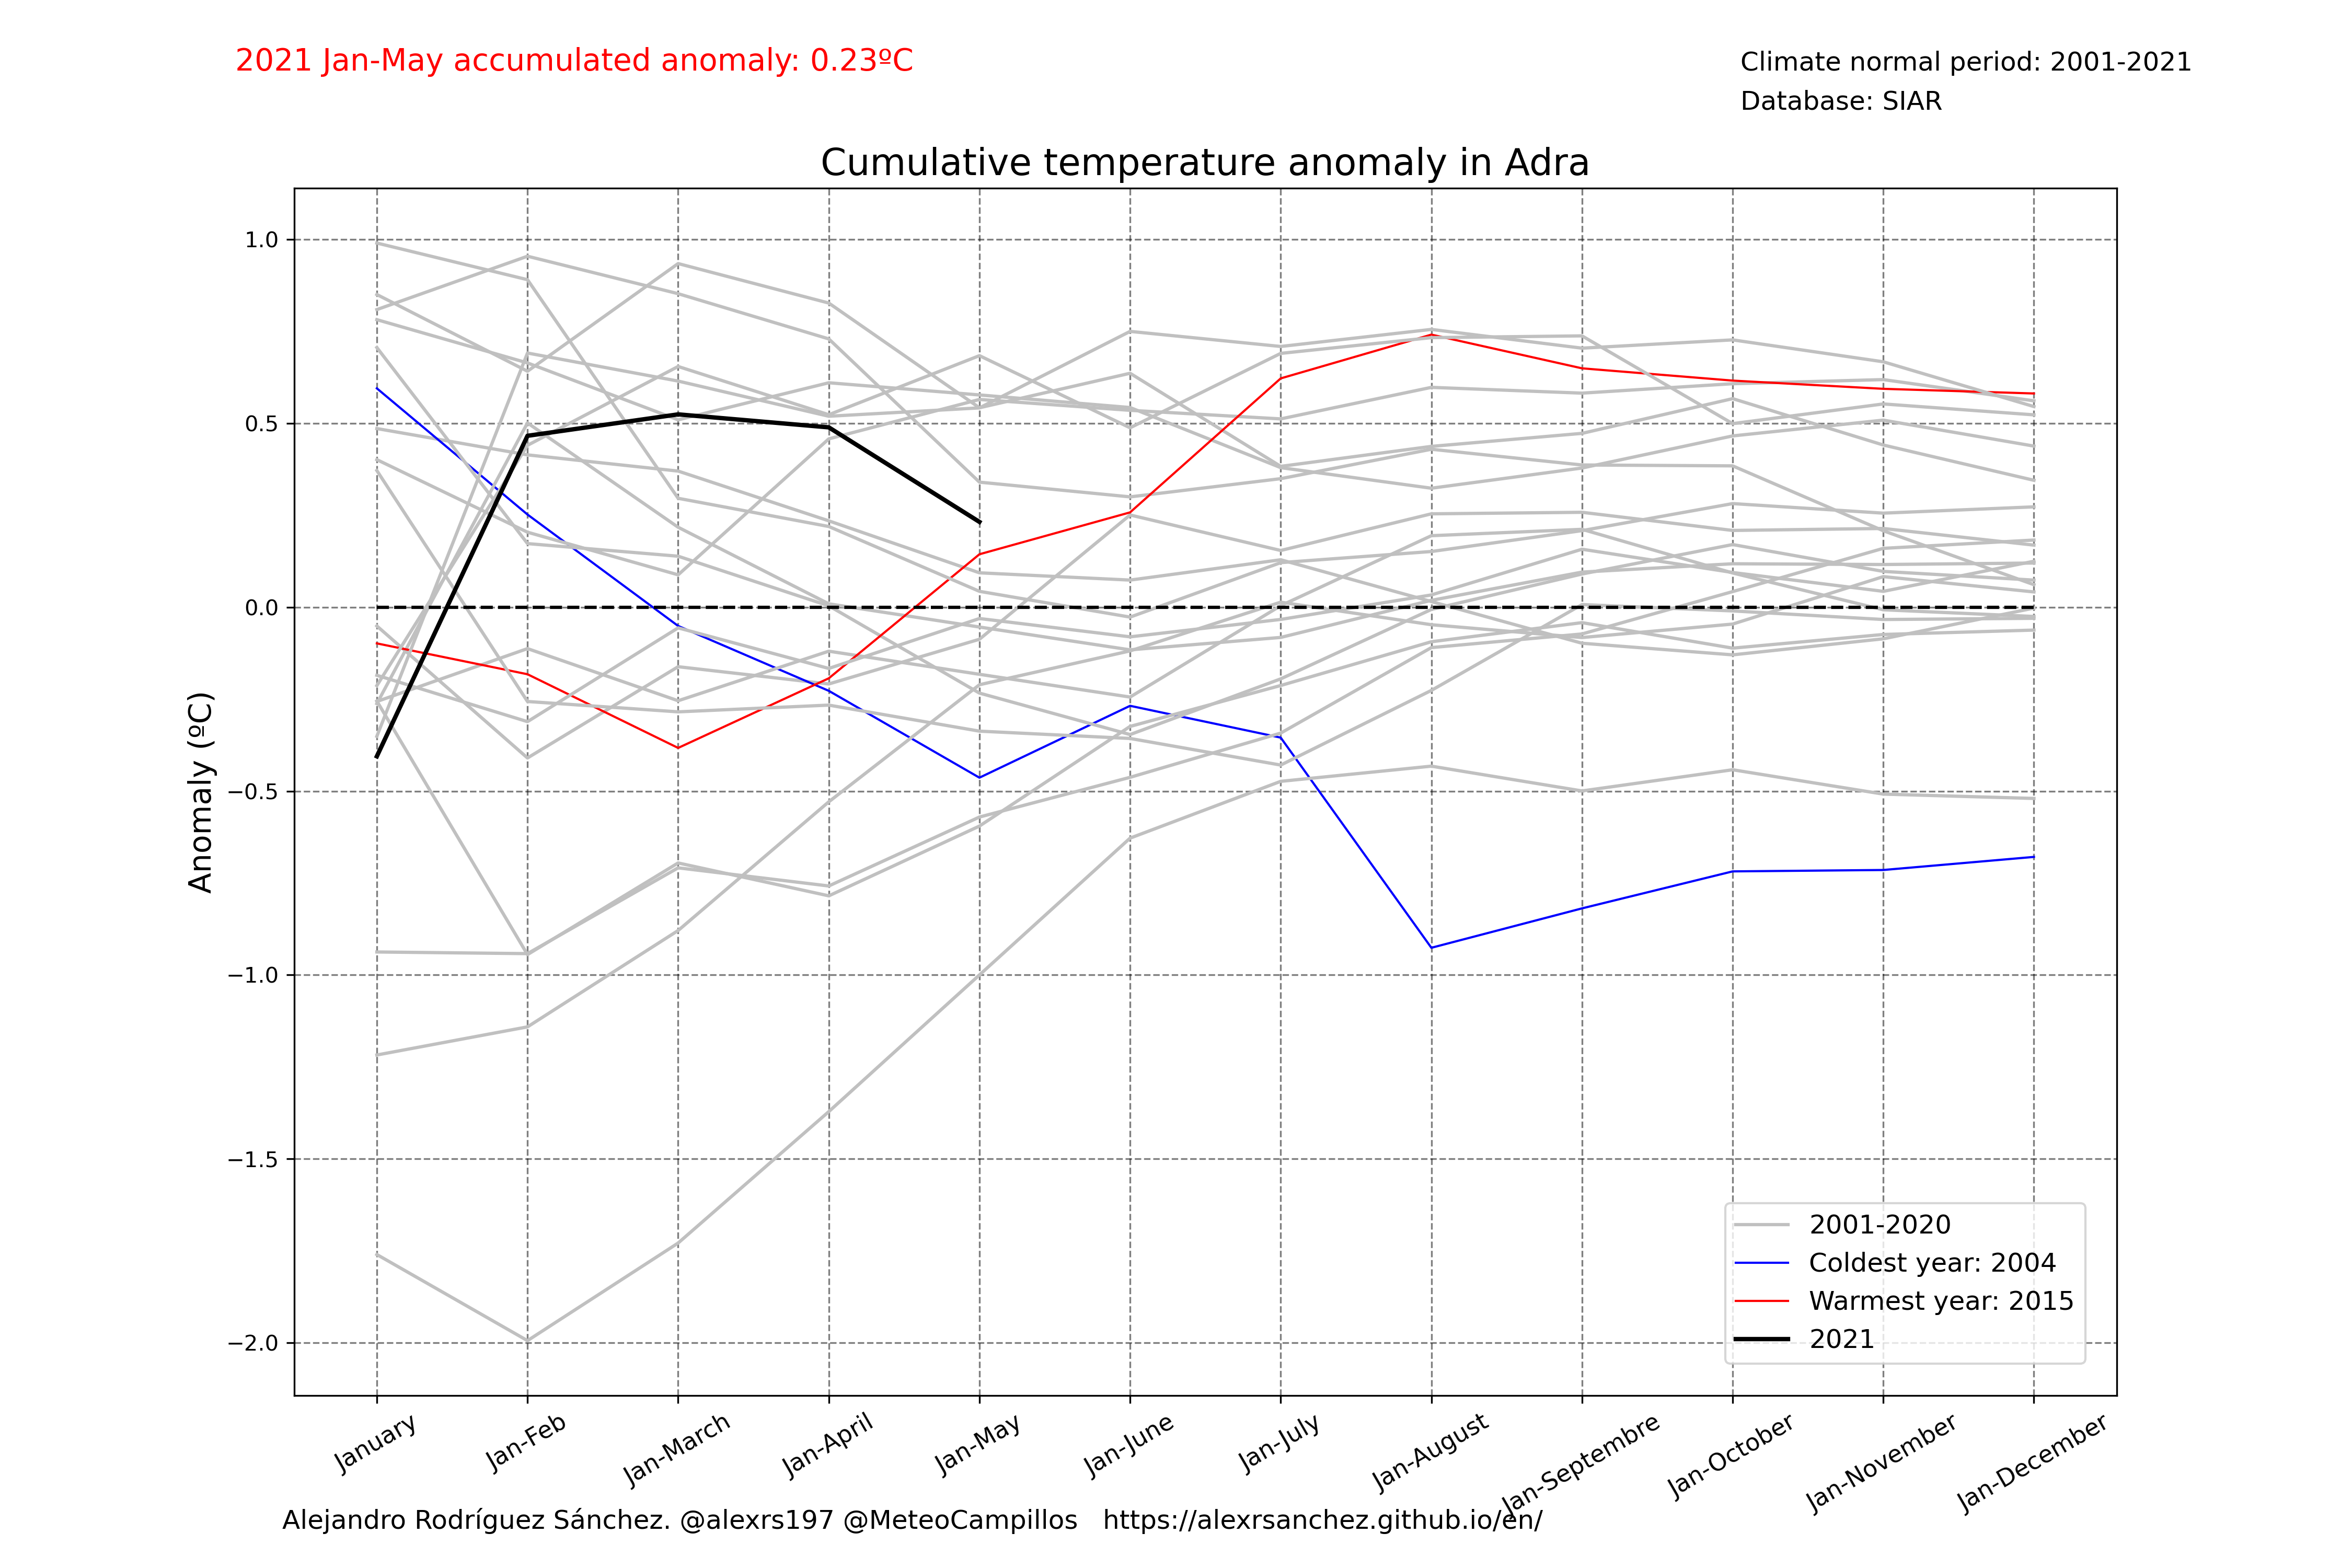 2021 Jan-May accumulated anomaly: 0.23ºC
Climate normal period: 2001-2021
Database: SIAR
Cumulative temperature anomaly in Adra
Anomaly (ºC)
1.0
0.5
0.0
−0.5
−1.0
−1.5
−2.0
2001-2020
Coldest year: 2004
Warmest year: 2015
2021
January
Jan-Feb
Jan-March
Jan-April
Jan-May
Jan-June
Jan-July
Jan-August
Jan-Septembre
Jan-October
Jan-November
Jan-December
Alejandro Rodríguez Sánchez. @alexrs197 @MeteoCampillos https://alexrsanchez.github.io/en/